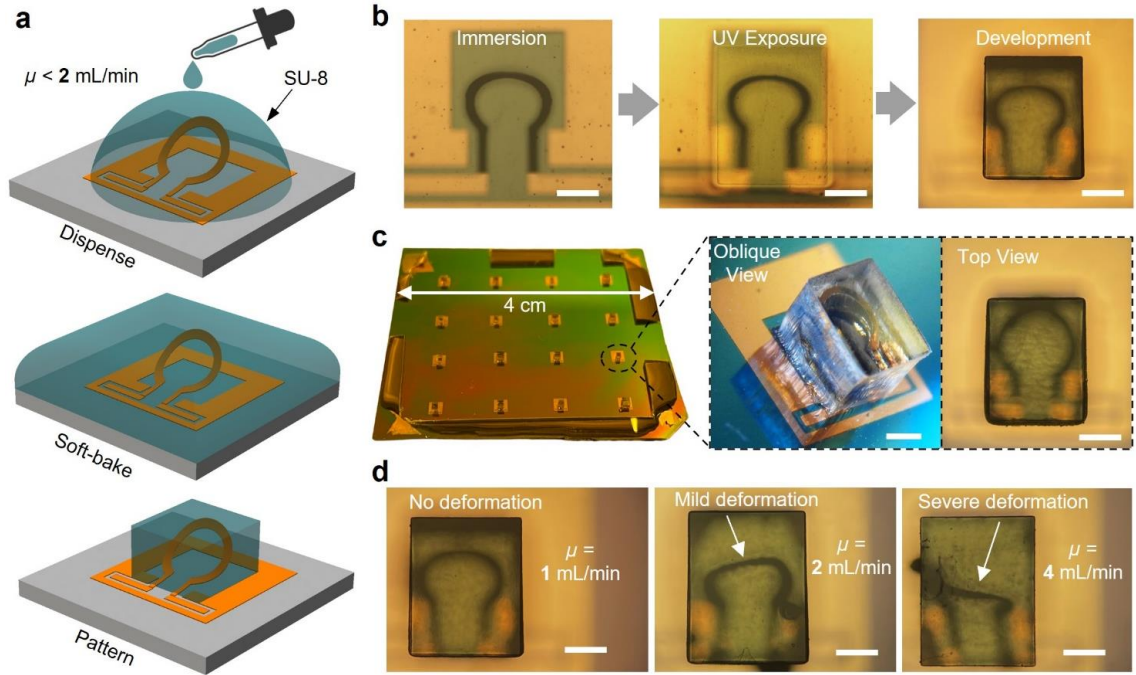 a
μ < 2 mL/min
SU-8
Dispense
Soft-bake
Pattern
b
Immersion
UV Exposure
Development
c
4 cm
Oblique
View
Top View
d
No deformation
μ =
1 mL/min
Mild deformation
μ =
2 mL/min
Severe deformation
μ =
4 mL/min